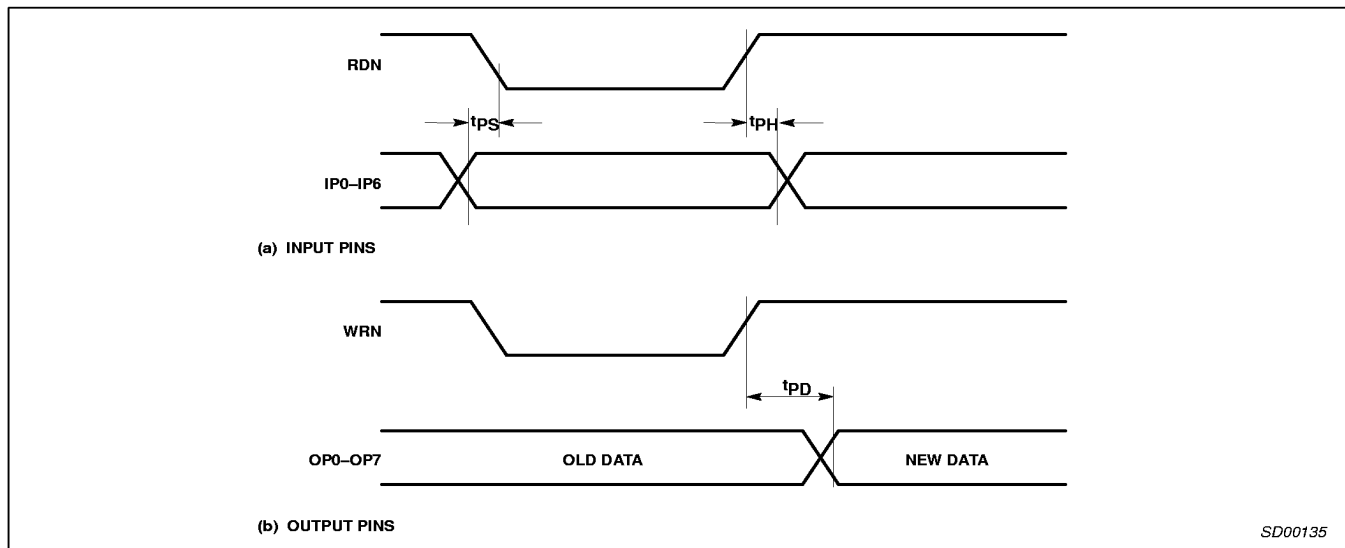 RDN
tPS
tPH
IP0–IP6
(a) INPUT PINS
WRN
tPD
OP0–OP7
OLD DATA
NEW DATA
(b) OUTPUT PINS
SD00135